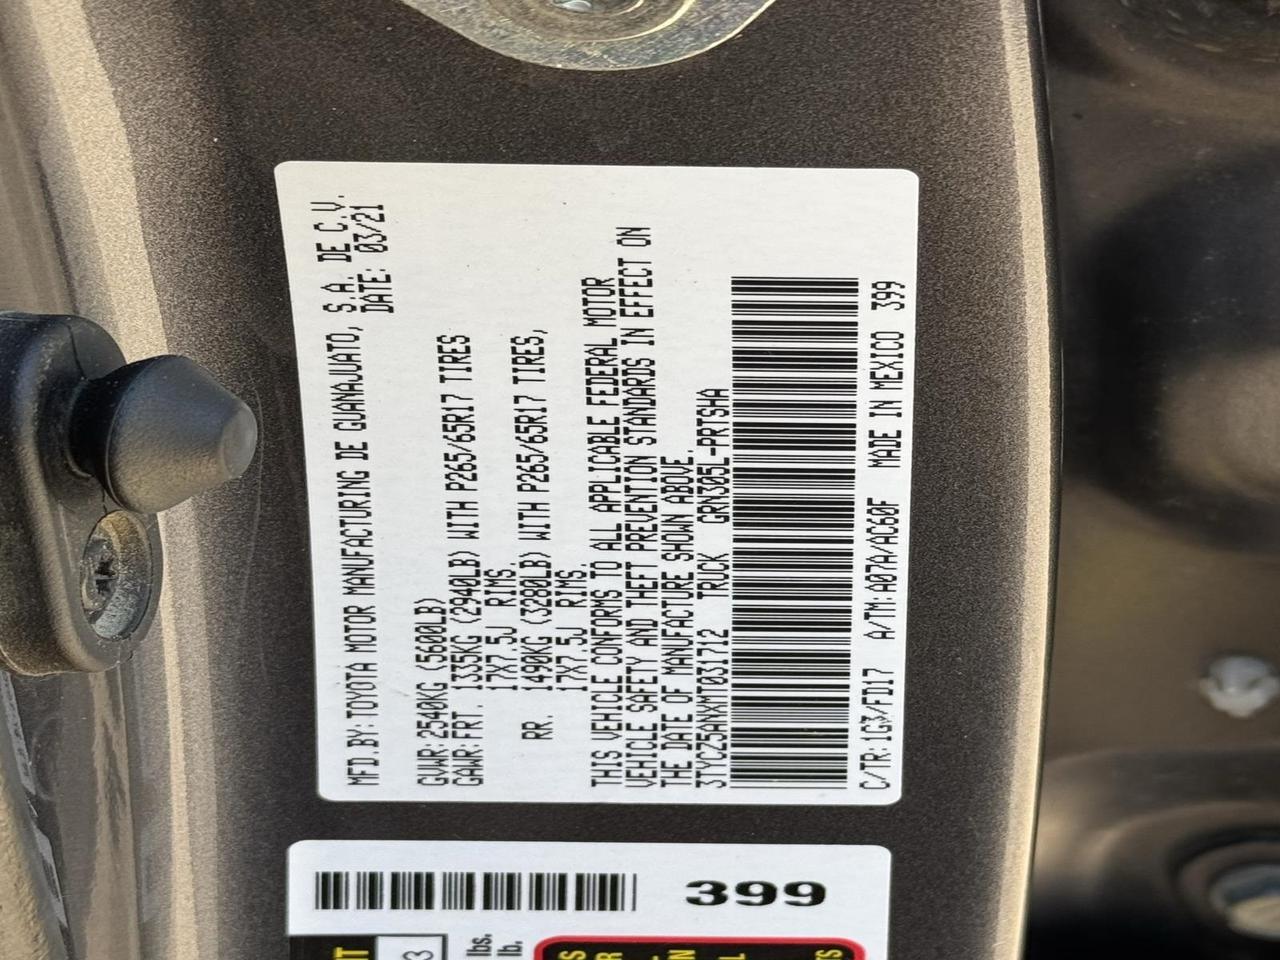 MFD.BY:TOYOTA MOTOR MANUFACTURING DE GUANAJUATO, S.A. DE C.V.
DATE: 03/21
GVWR:2540KG (5600LB)
GAWR:FRT. 1335KG (2940LB) WITH P265/65R17 TIRES
17X7.5J RIMS.
RR. 1490KG (3280LB) WITH P265/65R17 TIRES,
17X7.5J RIMS.
THIS VEHICLE CONFORMS TO ALL APPLICABLE FEDERAL MOTOR
VEHICLE SAFETY AND THEFT PREVENTION STANDARDS IN EFFECT ON
THE DATE OF MANUFACTURE SHOWN ABOVE.
3TYCZ5ANXMT031712 TRUCK GRN305L-PRTSHA
C/TR:1G3/FD17 A/TM:A07A/AC60F MADE IN MEXICO 399
399
lbs.
lb.